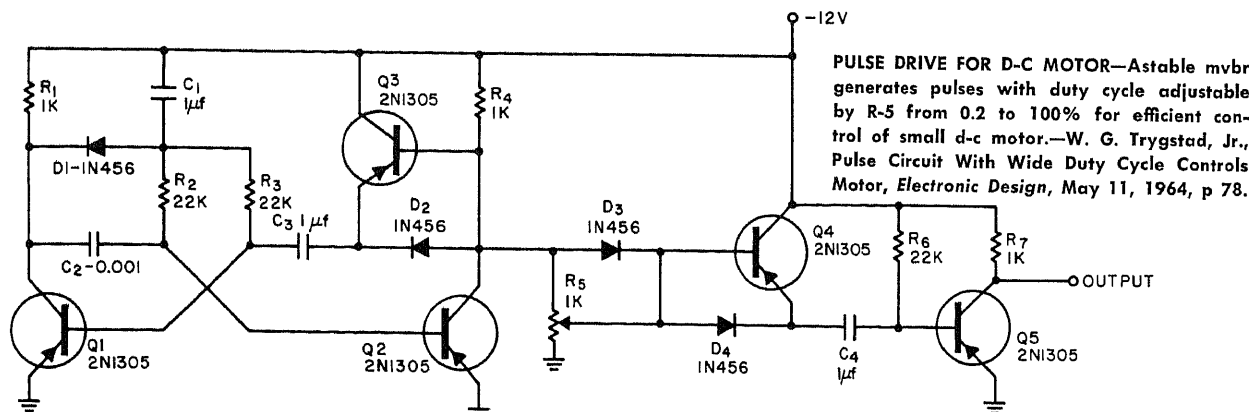 -12V
PULSE DRIVE FOR D-C MOTOR—Astable mvbr
generates pulses with duty cycle adjustable
by R-5 from 0.2 to 100% for efficient con-
trol of small d-c motor.—W. G. Trygstad, Jr.,
Pulse Circuit With Wide Duty Cycle Controls
Motor, Electronic Design, May 11, 1964, p 78.
R1
1K
C1
1µf
Q3
2N1305
R4
1K
D1-1N456
R2
22K
R3
22K
C3 1µf
D2
1N456
D3
1N456
Q4
2N1305
R6
22K
R7
1K
C2-0.001
R5
1K
OUTPUT
Q1
2N1305
Q2
2N1305
D4
1N456
C4
1µf
Q5
2N1305